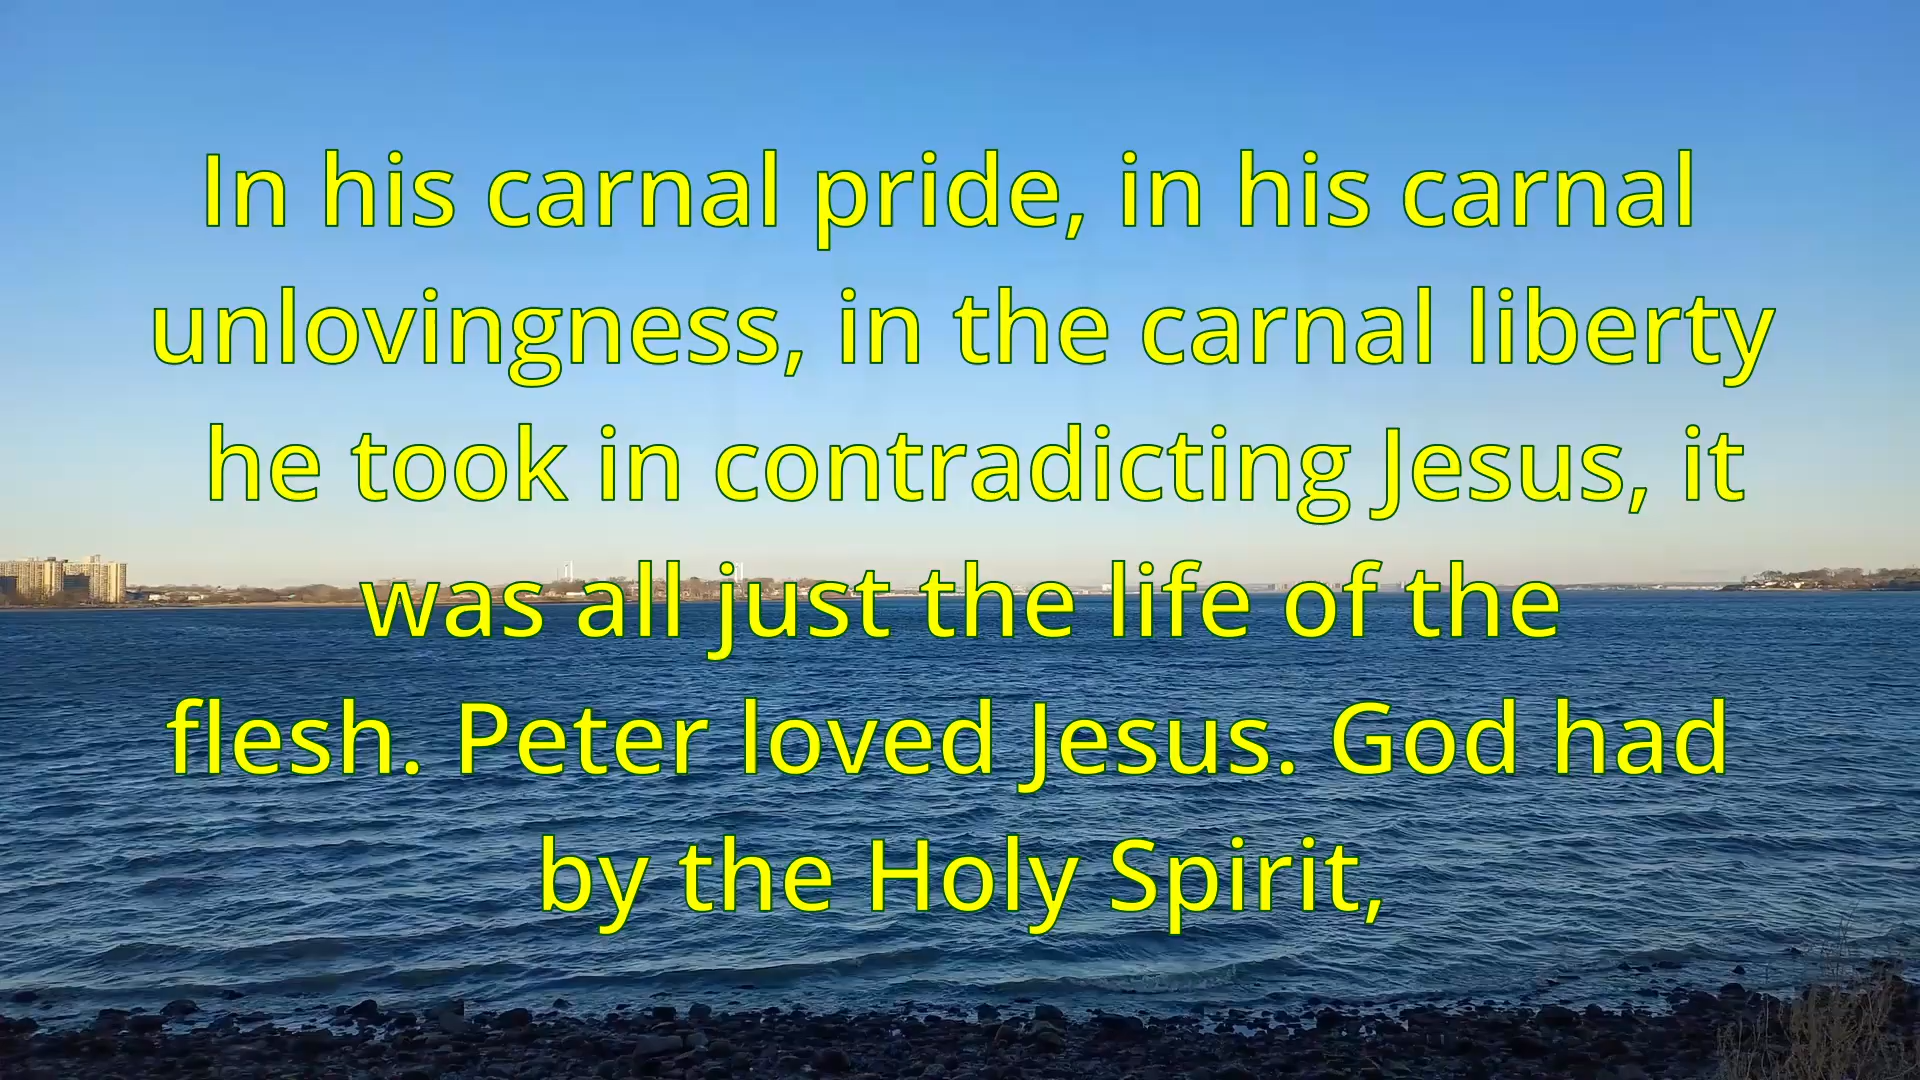 In his carnal pride, in his carnal
unlovingness, in the carnal liberty
he took in contradicting Jesus, it
was all just the life of the
flesh. Peter loved Jesus. God had
by the Holy Spirit,